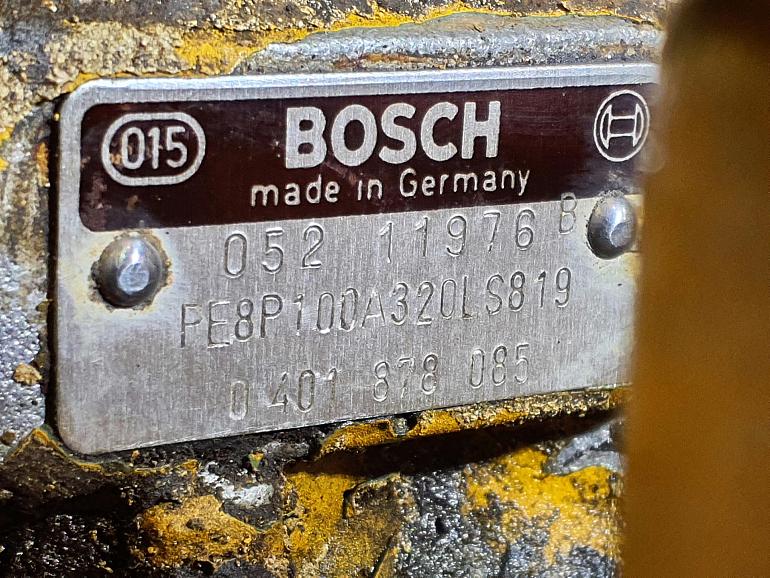 015 BOSCH
made in Germany
052 11976 B
PE8P100A320LS819
0 401 878 085